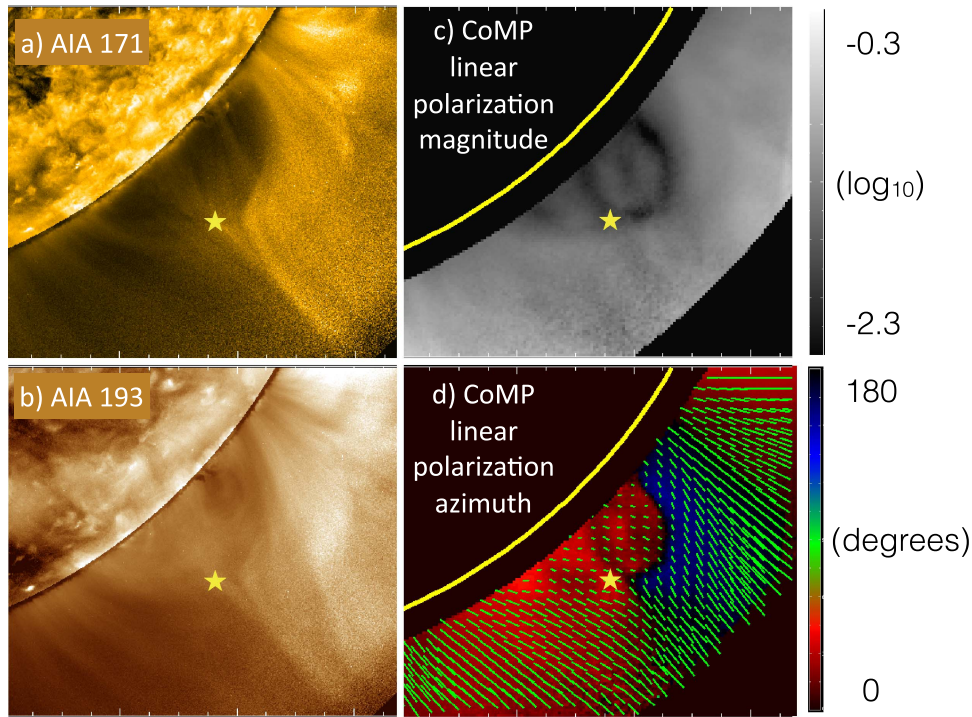 a) AIA 171
c) CoMP
linear
polarization
magnitude
-0.3
(log₁₀)
-2.3
b) AIA 193
d) CoMP
linear
polarization
azimuth
180
(degrees)
0